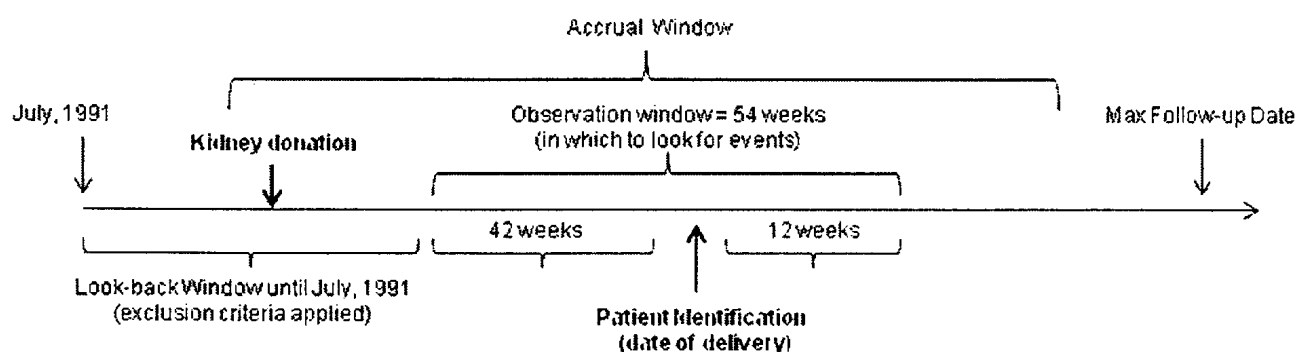 Accrual Window
July, 1991
Observation window = 54 weeks
(in which to look for events)
Max Follow-up Date
Kidney donation
42 weeks
12 weeks
Look-back Window until July, 1991
(exclusion criteria applied)
Patient Identification
(date of delivery)